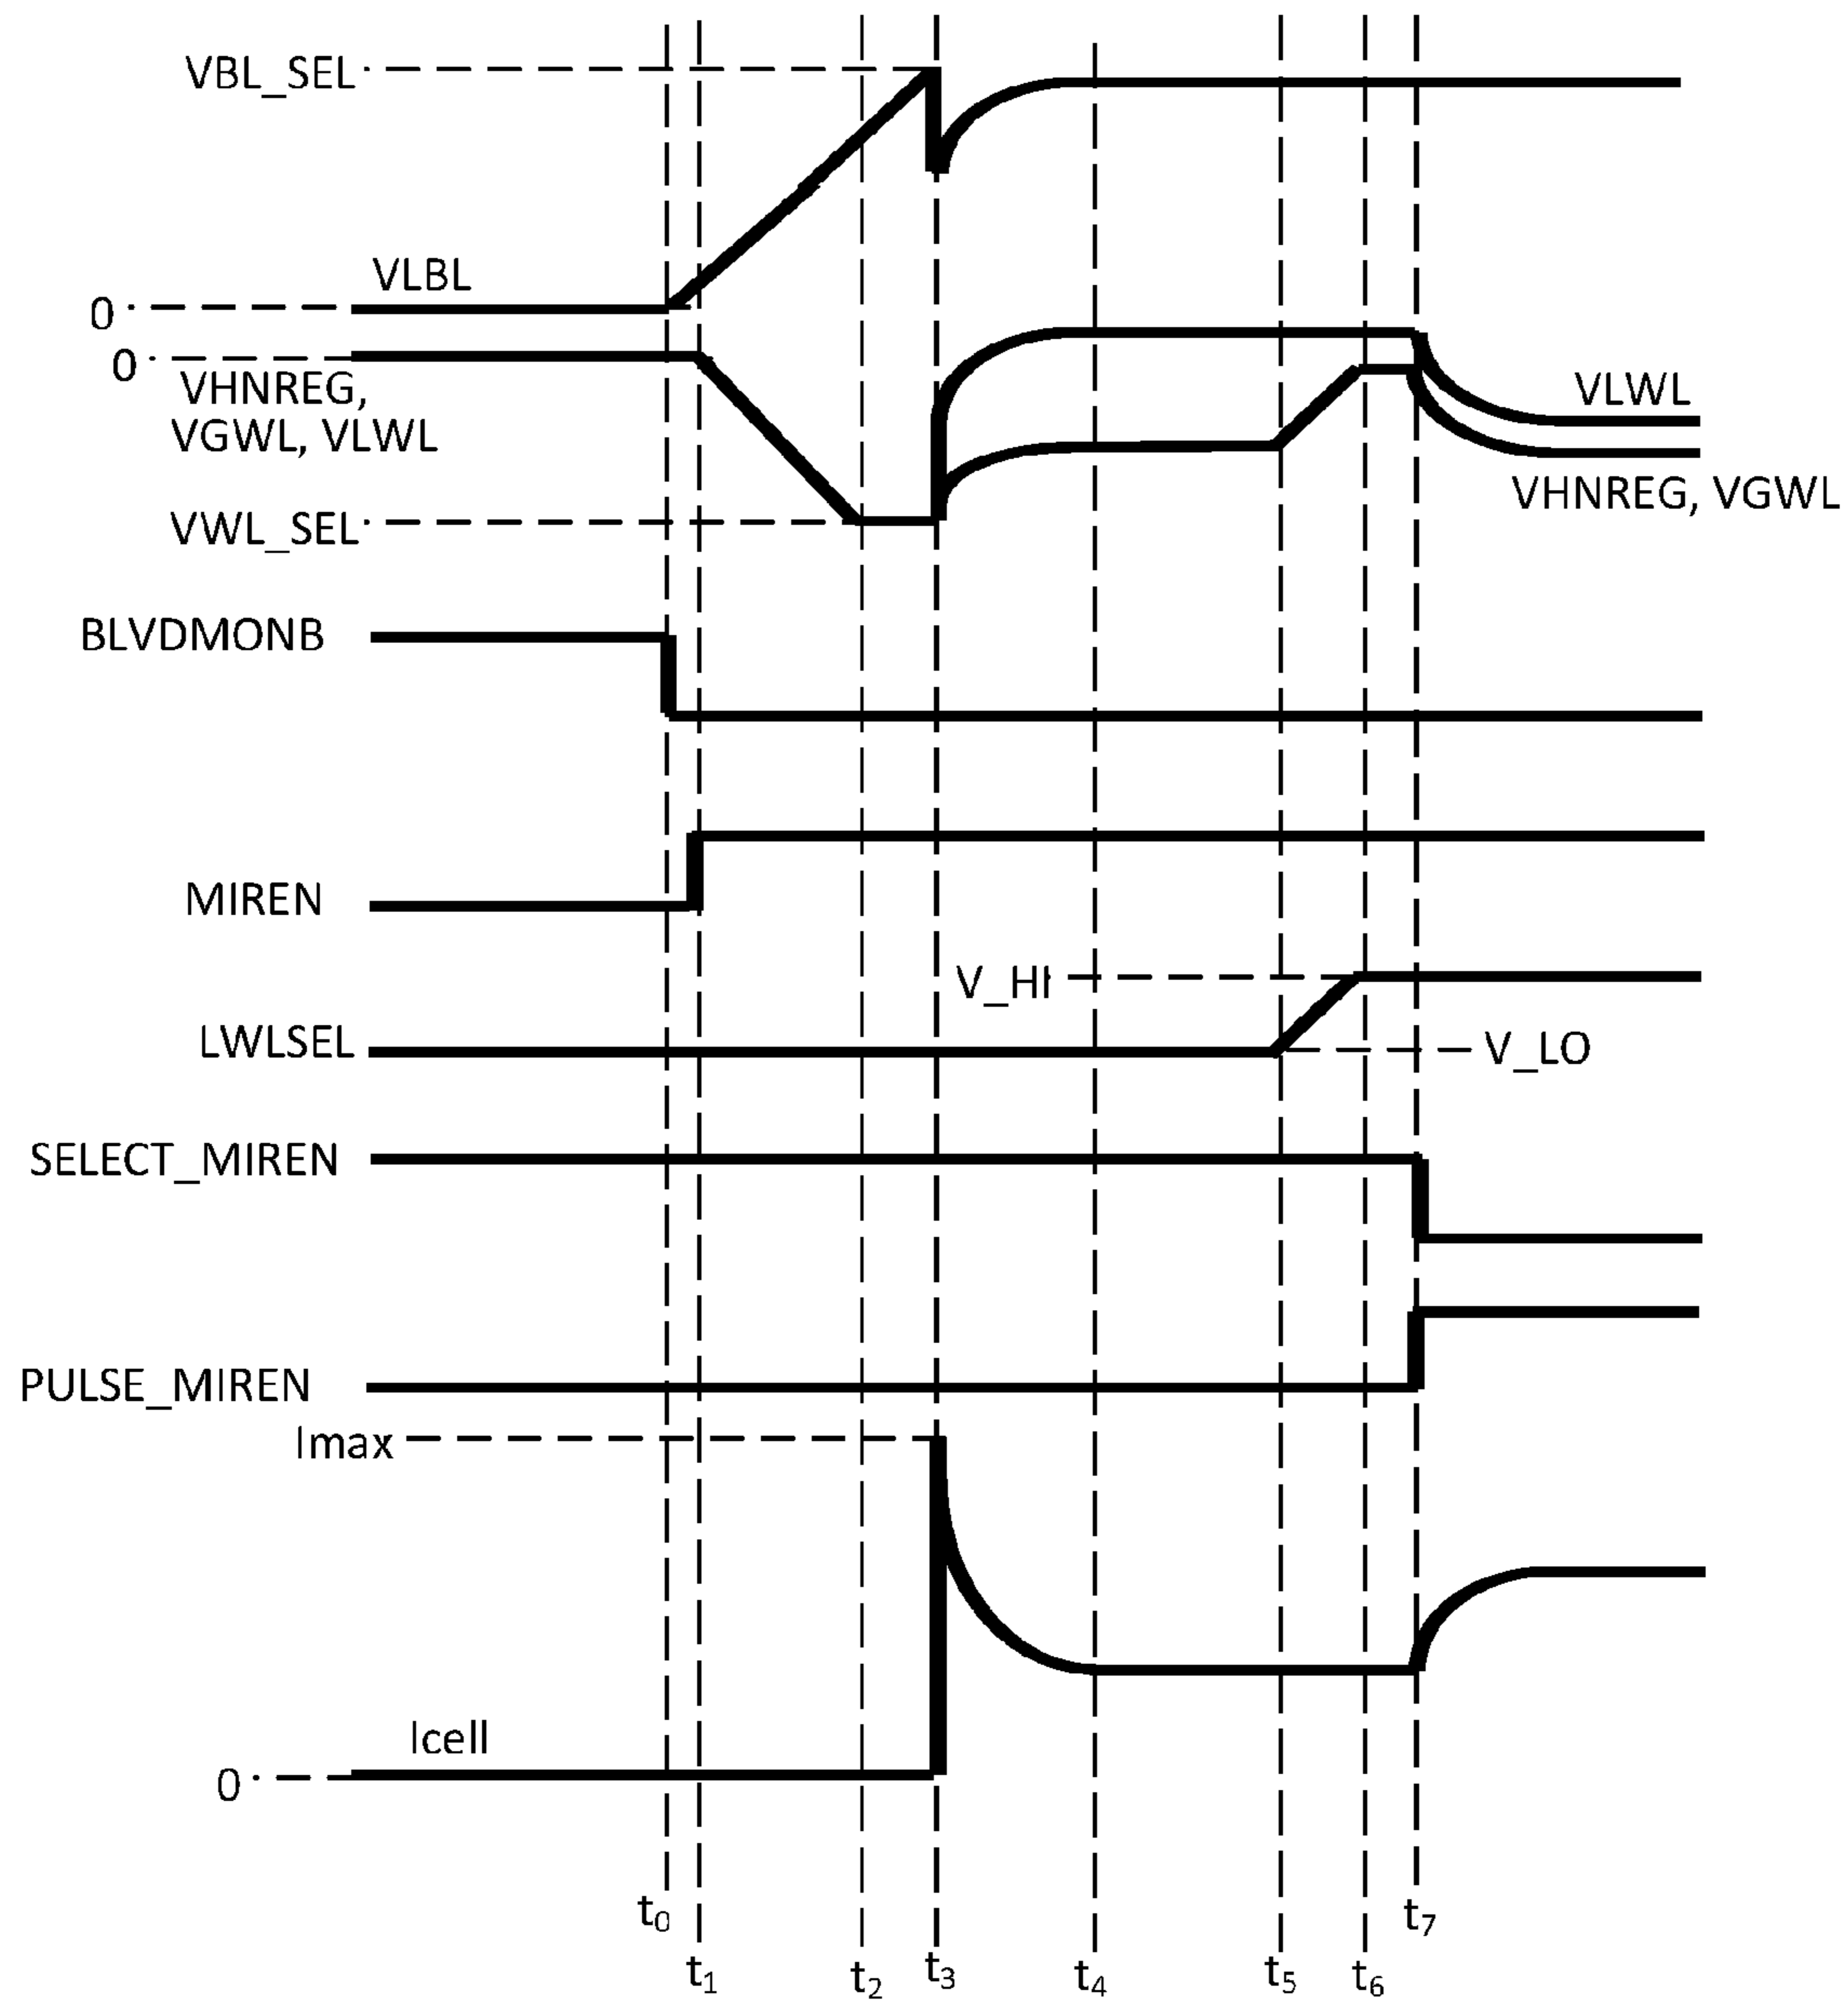 VBL_SEL
VLBL
0
0
VHNREG,
VGWL, VLWL
VLWL
VHNREG, VGWL
VWL_SEL
BLVDMONB
MIREN
V_HI
LWLSEL
V_LO
SELECT_MIREN
PULSE_MIREN
Imax
Icell
0
t0
t1
t2
t3
t4
t5
t6
t7